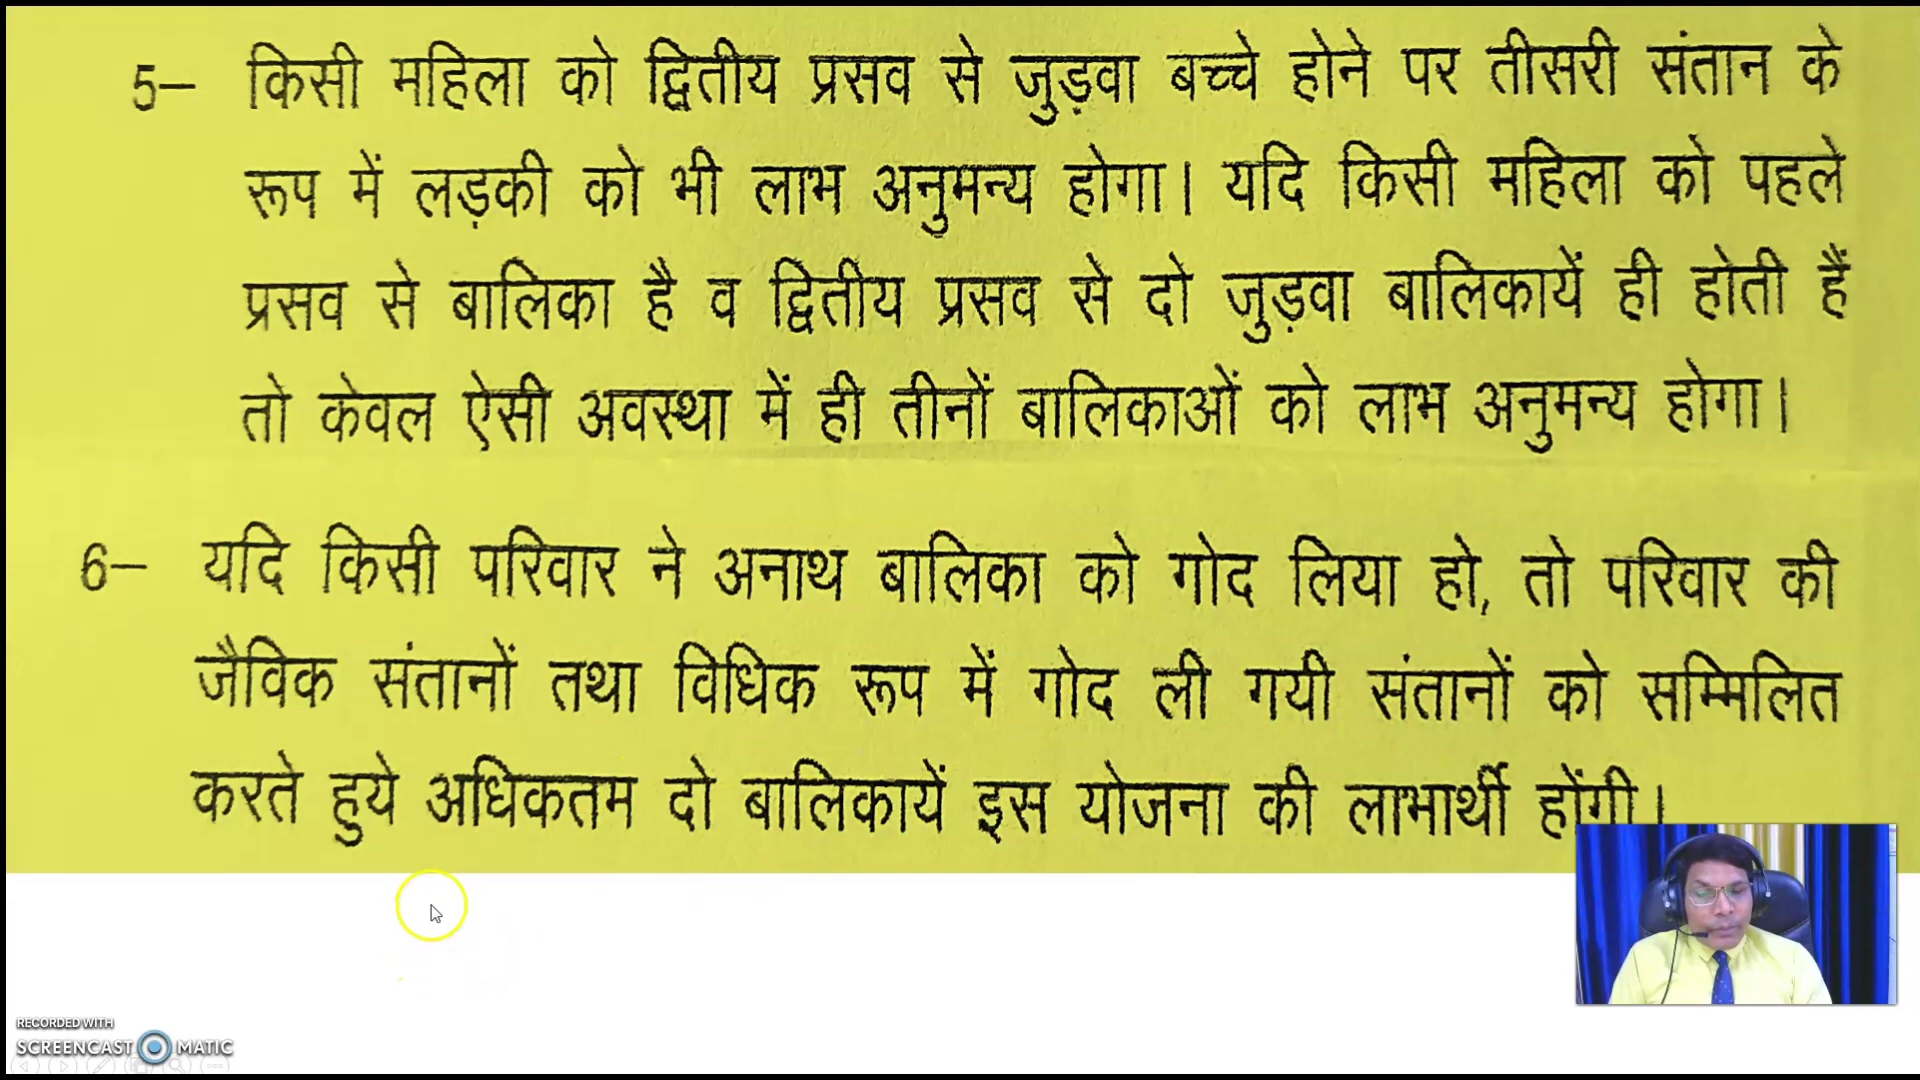 5– किसी महिला को द्वितीय प्रसव से जुड़वा बच्चे होने पर तीसरी संतान के
रूप में लड़की को भी लाभ अनुमन्य होगा। यदि किसी महिला को पहले
प्रसव से बालिका है व द्वितीय प्रसव से दो जुड़वा बालिकायें ही होती हैं
तो केवल ऐसी अवस्था में ही तीनों बालिकाओं को लाभ अनुमन्य होगा।
6– यदि किसी परिवार ने अनाथ बालिका को गोद लिया हो, तो परिवार की
जैविक संतानों तथा विधिक रूप में गोद ली गयी संतानों को सम्मिलित
करते हुये अधिकतम दो बालिकायें इस योजना की लाभार्थी होंगी।
RECORDED WITH
SCREENCAST MATIC